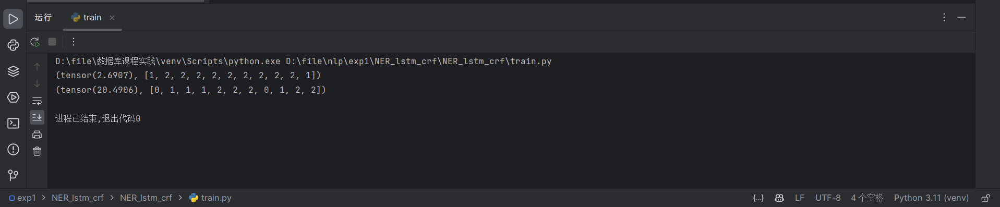 运行 train
D:\file\数据库课程实践\venv\Scripts\python.exe D:\file\nlp\exp1\NER_lstm_crf\NER_lstm_crf\train.py
(tensor(2.6907), [1, 2, 2, 2, 2, 2, 2, 2, 2, 2, 1])
(tensor(20.4906), [0, 1, 1, 1, 2, 2, 2, 0, 1, 2, 2])
进程已结束,退出代码0
exp1 > NER_lstm_crf > NER_lstm_crf > train.py {...} LF UTF-8 4 个空格 Python 3.11 (venv)